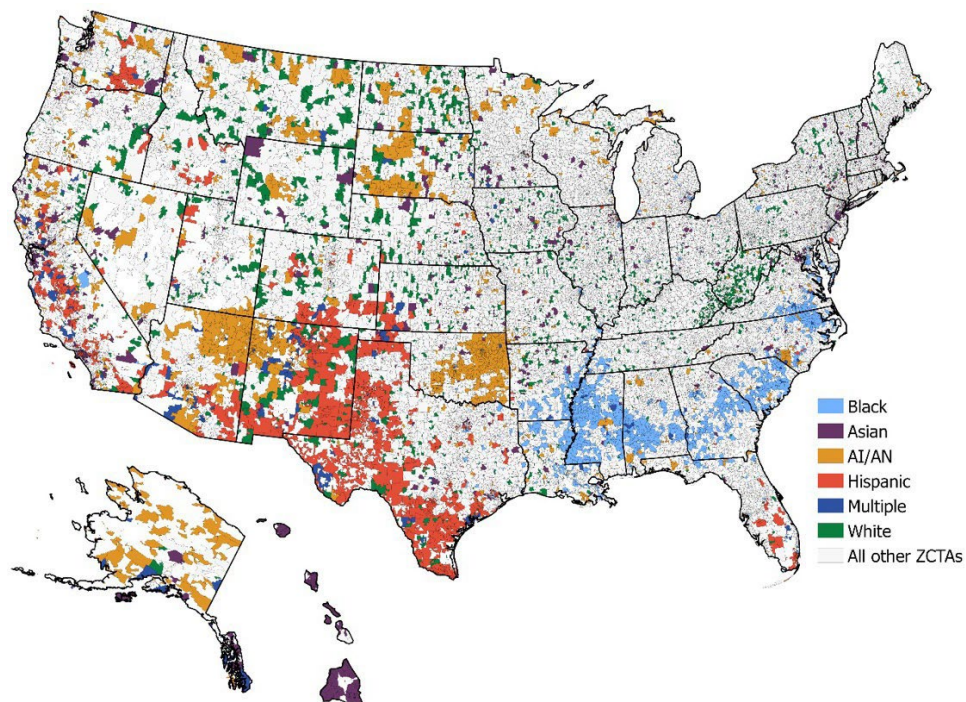 Black
Asian
AI/AN
Hispanic
Multiple
White
All other ZCTAs